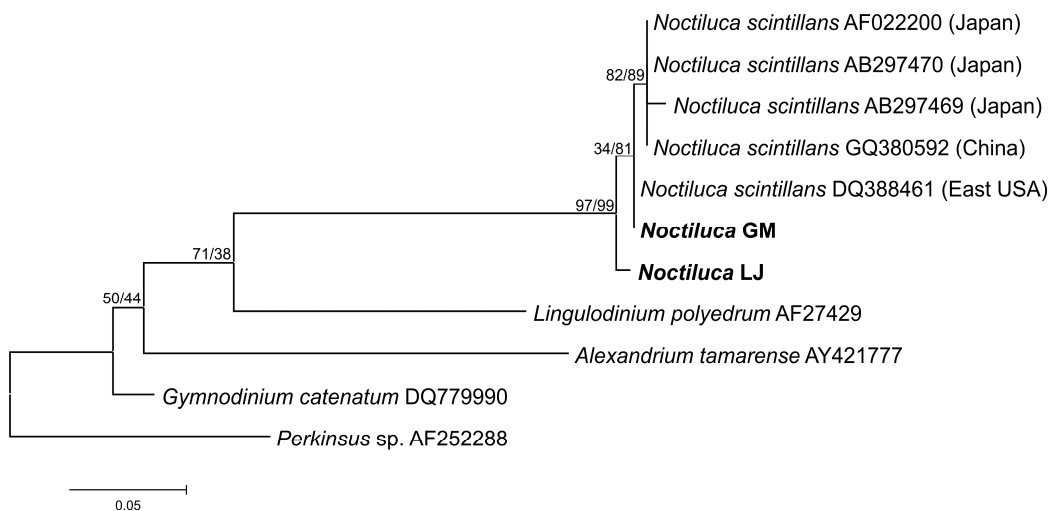 Noctiluca scintillans AF022200 (Japan)
Noctiluca scintillans AB297470 (Japan)
82/89
Noctiluca scintillans AB297469 (Japan)
34/81
Noctiluca scintillans GQ380592 (China)
Noctiluca scintillans DQ388461 (East USA)
97/99
Noctiluca GM
71/38
Noctiluca LJ
50/44
Lingulodinium polyedrum AF27429
Alexandrium tamarense AY421777
Gymnodinium catenatum DQ779990
Perkinsus sp. AF252288
0.05